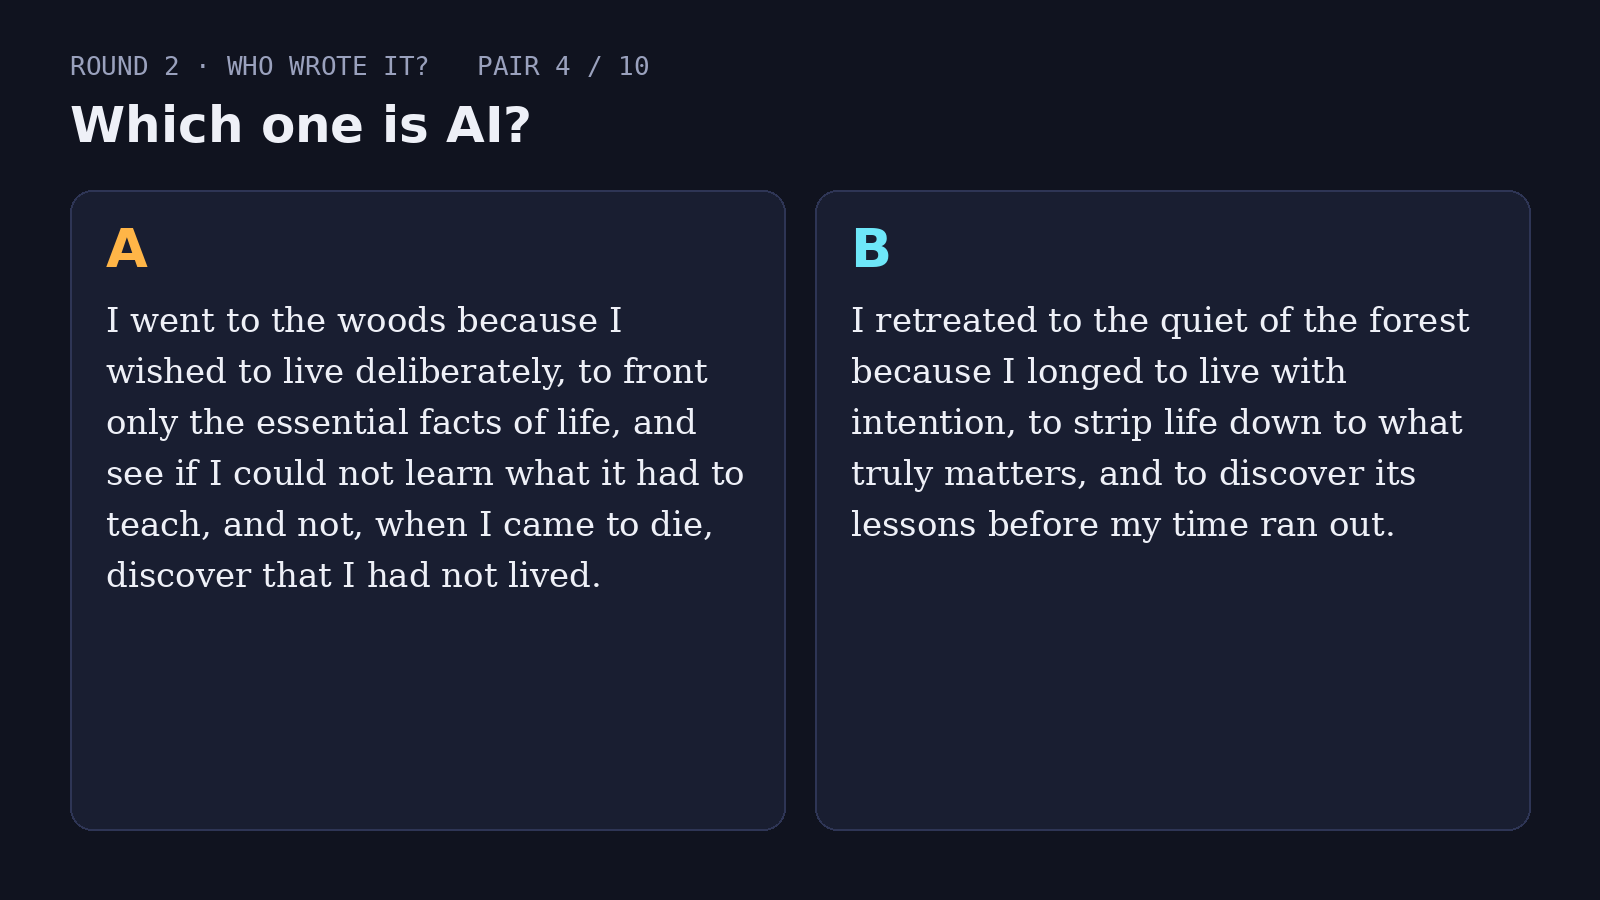 ROUND 2 · WHO WROTE IT?   PAIR 4 / 10
Which one is AI?
A
I went to the woods because I
wished to live deliberately, to front
only the essential facts of life, and
see if I could not learn what it had to
teach, and not, when I came to die,
discover that I had not lived.
B
I retreated to the quiet of the forest
because I longed to live with
intention, to strip life down to what
truly matters, and to discover its
lessons before my time ran out.